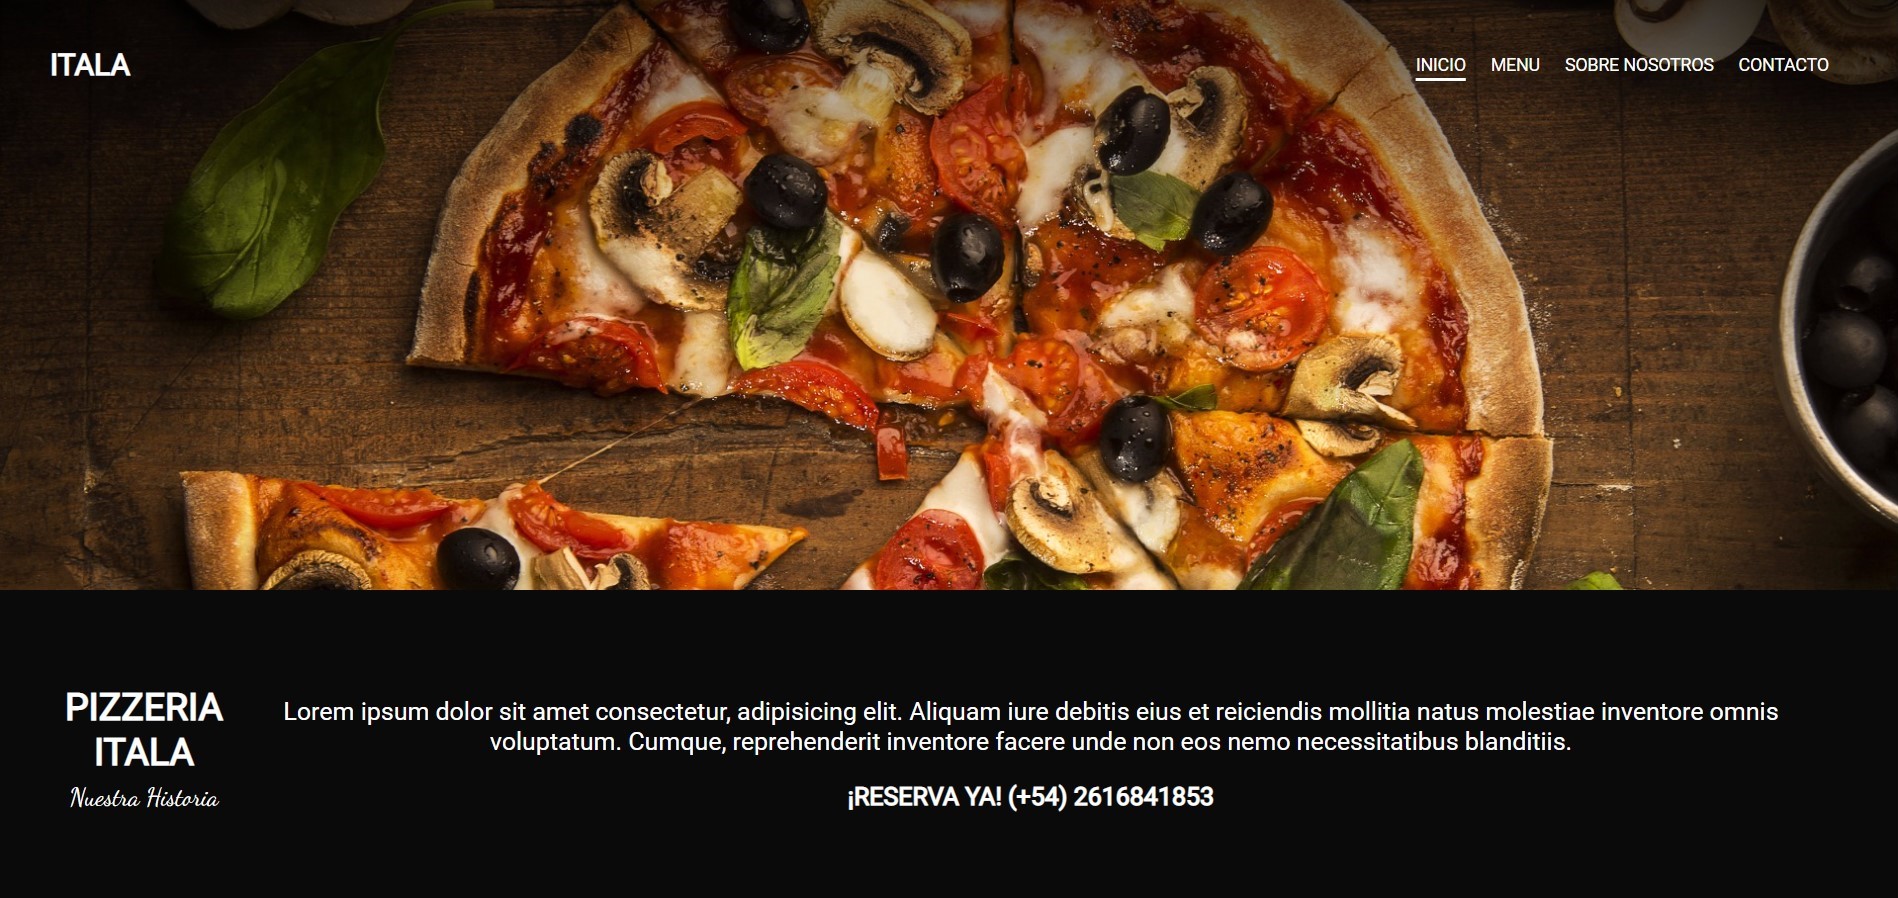 ITALA
INICIO MENU SOBRE NOSOTROS CONTACTO
PIZZERIA
ITALA
Nuestra Historia
Lorem ipsum dolor sit amet consectetur, adipisicing elit. Aliquam iure debitis eius et reiciendis mollitia natus molestiae inventore omnis
voluptatum. Cumque, reprehenderit inventore facere unde non eos nemo necessitatibus blanditiis.
¡RESERVA YA! (+54) 2616841853